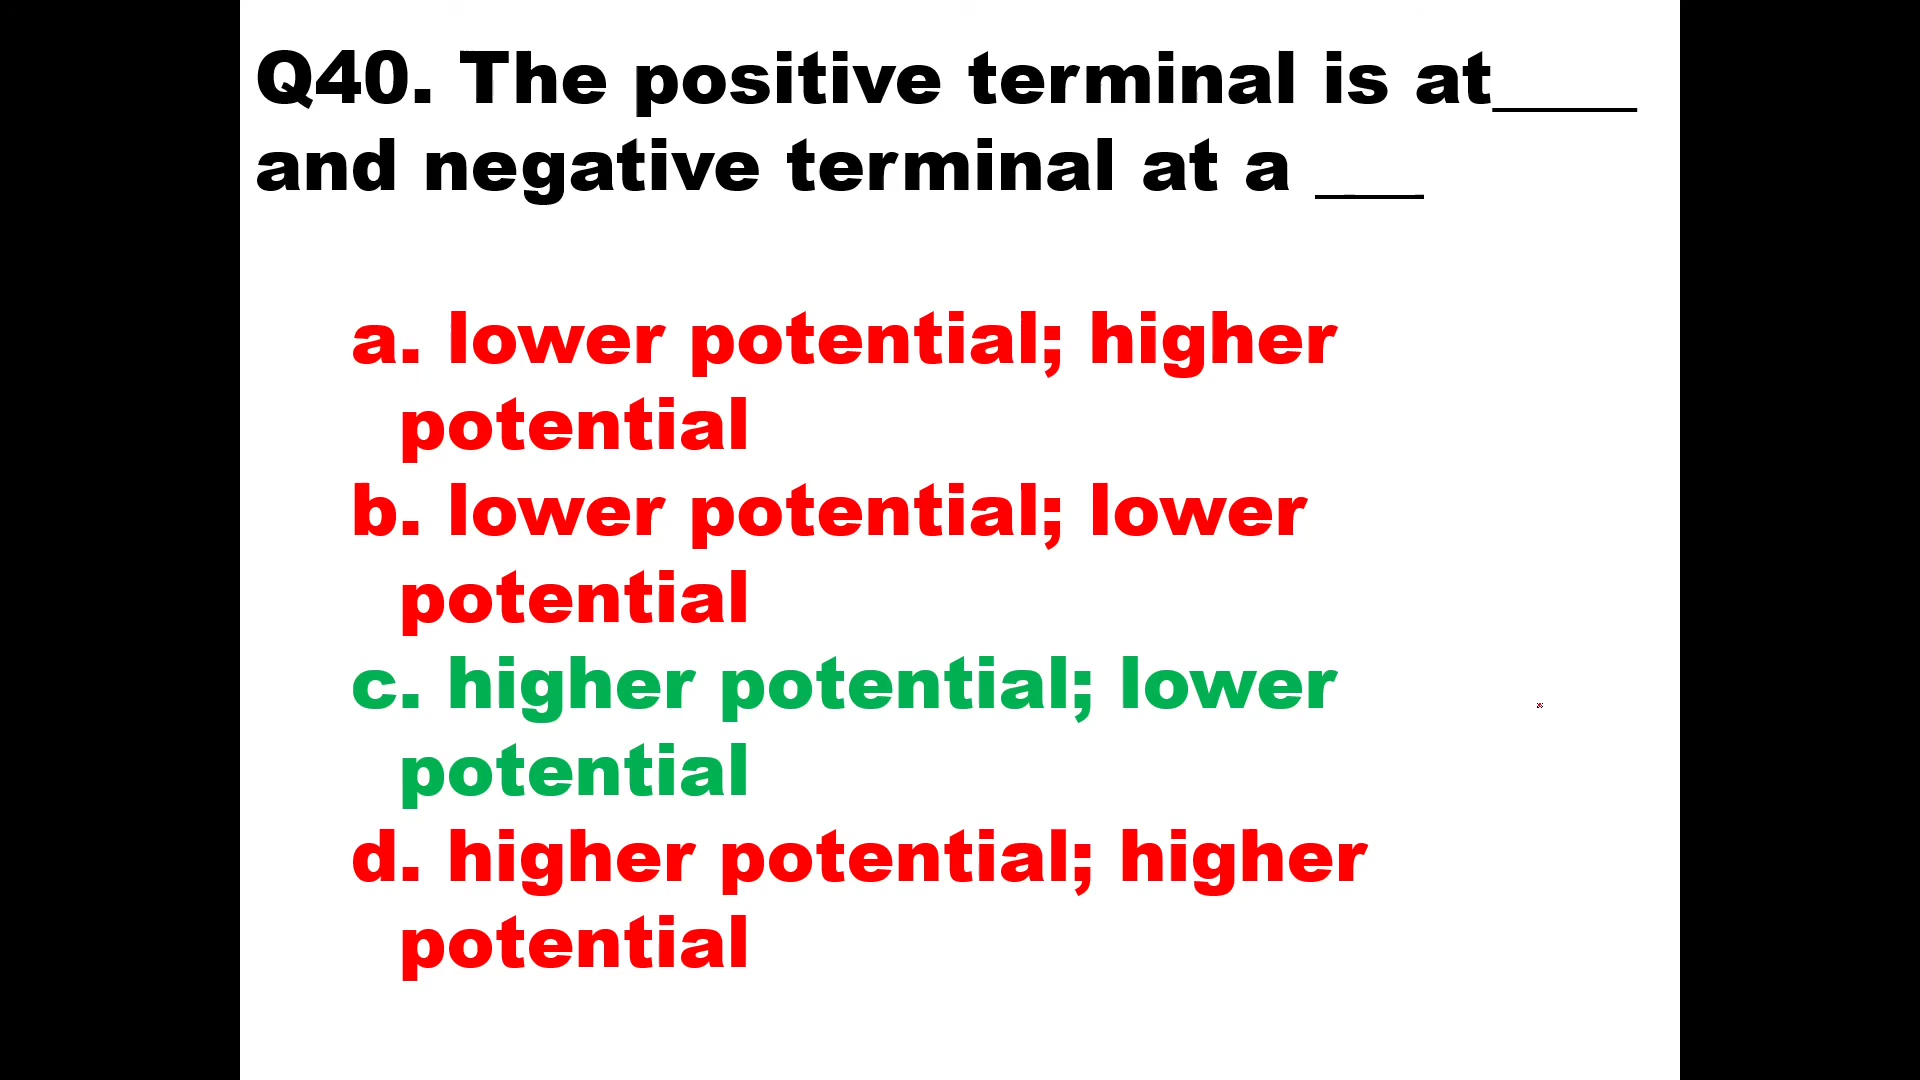 Q40. The positive terminal is at____
and negative terminal at a ___
a. lower potential; higher
potential
b. lower potential; lower
potential
c. higher potential; lower
potential
d. higher potential; higher
potential